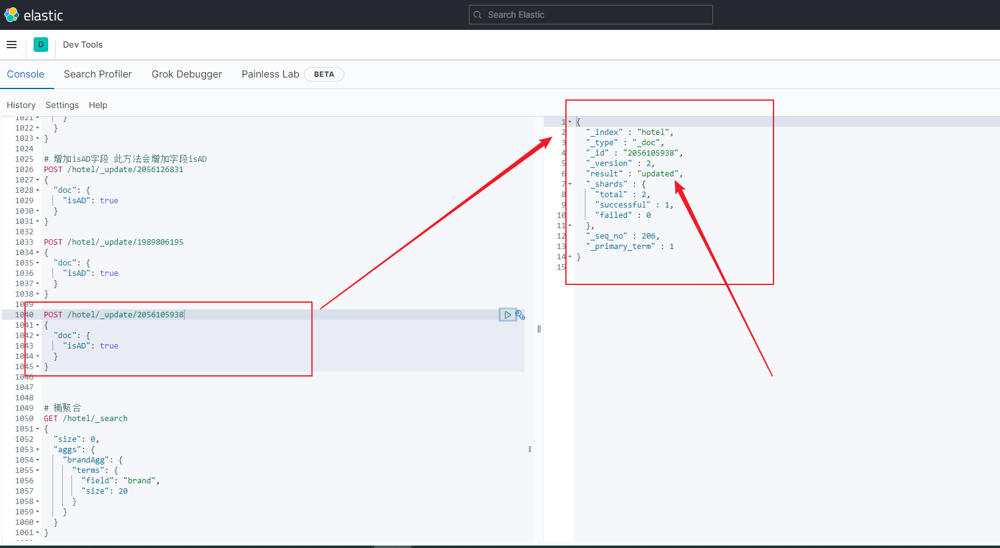 elastic
Search Elastic
D
Dev Tools
Console
Search Profiler
Grok Debugger
Painless Lab
BETA
History
Settings
Help
1021 }
1022 }
1023 }
1024
1025 # 增加isAD字段 此方法会增加字段isAD
1026 POST /hotel/_update/2056126831
1027 {
1028 "doc": {
1029 "isAD": true
1030 }
1031 }
1032
1033 POST /hotel/_update/1989806195
1034 {
1035 "doc": {
1036 "isAD": true
1037 }
1038 }
1039
1040 POST /hotel/_update/2056105938
1041 {
1042 "doc": {
1043 "isAD": true
1044 }
1045 }
1046
1047
1048
1049 # 桶聚合
1050 GET /hotel/_search
1051 {
1052 "size": 0,
1053 "aggs": {
1054 "brandAgg": {
1055 "terms": {
1056 "field": "brand",
1057 "size": 20
1058 }
1059 }
1060 }
1061 }
1 {
2 "_index" : "hotel",
3 "_type" : "_doc",
4 "_id" : "2056105938",
5 "_version" : 2,
6 "result" : "updated",
7 "_shards" : {
8 "total" : 2,
9 "successful" : 1,
10 "failed" : 0
11 },
12 "_seq_no" : 206,
13 "_primary_term" : 1
14 }
15